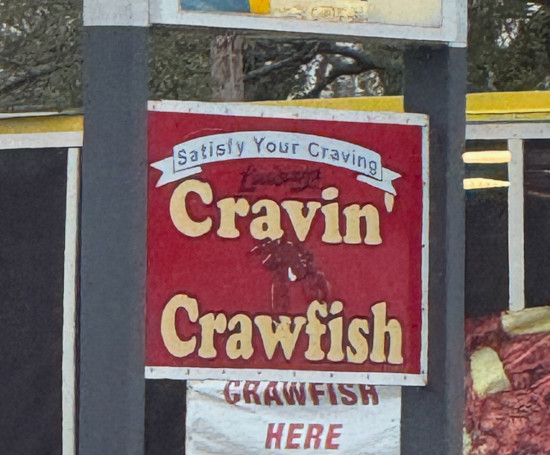 Satisfy Your Craving
Cravin'
Crawfish
CRAWFISH
HERE